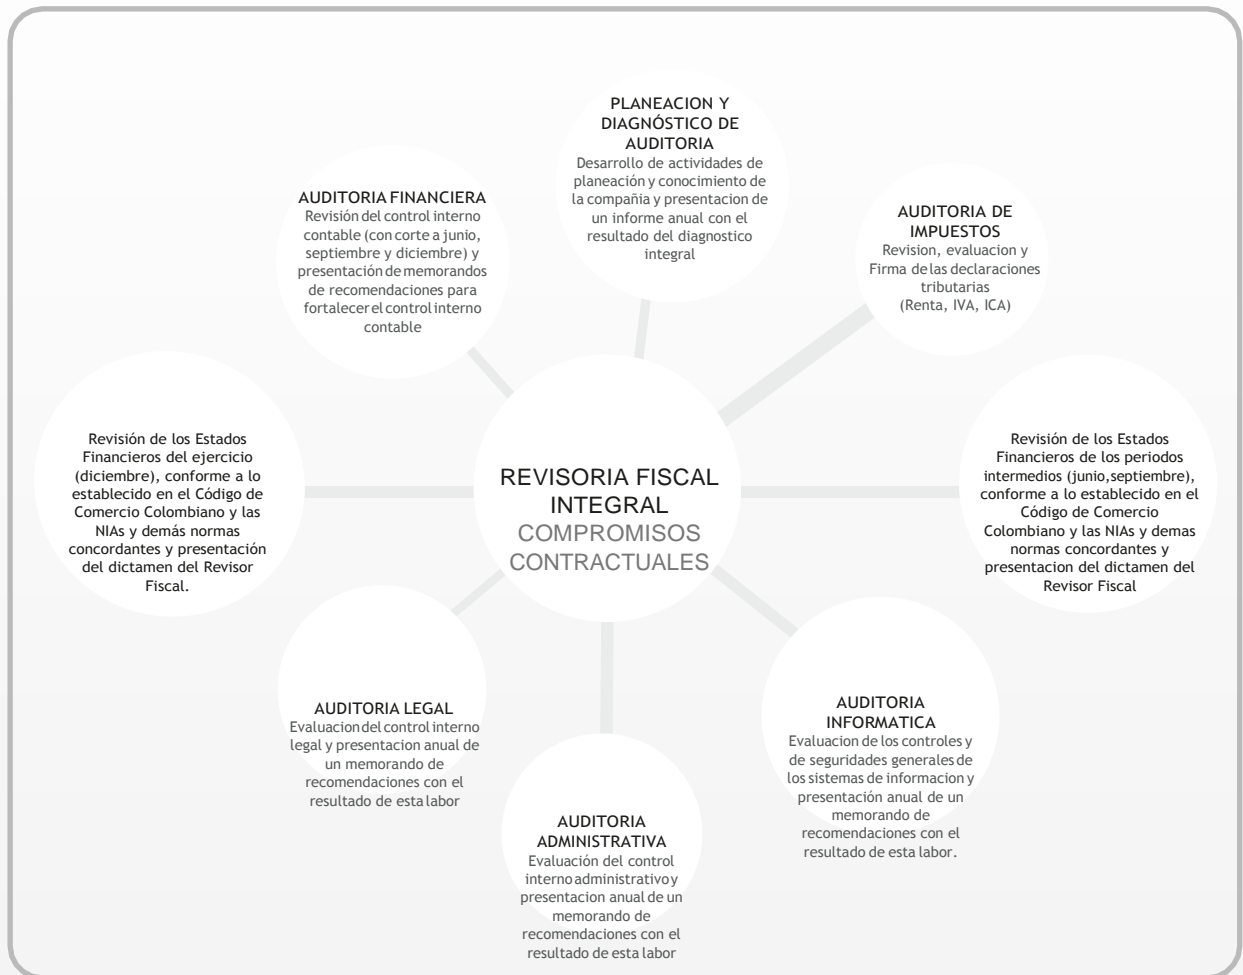 PLANEACION Y
DIAGNÓSTICO DE
AUDITORIA
Desarrollo de actividades de
planeación y conocimiento de
la compañia y presentacion de
un informe anual con el
resultado del diagnostico
integral
AUDITORIA FINANCIERA
Revisión del control interno
contable (con corte a junio,
septiembre y diciembre) y
presentación de memorandos
de recomendaciones para
fortalecer el control interno
contable
AUDITORIA DE
IMPUESTOS
Revision, evaluacion y
Firma de las declaraciones
tributarias
(Renta, IVA, ICA)
Revisión de los Estados
Financieros del ejercicio
(diciembre), conforme a lo
establecido en el Código de
Comercio Colombiano y las
NIAs y demás normas
concordantes y presentación
del dictamen del Revisor
Fiscal.
REVISORIA FISCAL
INTEGRAL
COMPROMISOS
CONTRACTUALES
Revisión de los Estados
Financieros de los periodos
intermedios (junio,septiembre),
conforme a lo establecido en el
Código de Comercio
Colombiano y las NIAs y demas
normas concordantes y
presentacion del dictamen del
Revisor Fiscal
AUDITORIA LEGAL
Evaluacion del control interno
legal y presentacion anual de
un memorando de
recomendaciones con el
resultado de esta labor
AUDITORIA
INFORMATICA
Evaluacion de los controles y
de seguridades generales de
los sistemas de informacion y
presentación anual de un
memorando de
recomendaciones con el
resultado de esta labor.
AUDITORIA
ADMINISTRATIVA
Evaluación del control
interno administrativo y
presentacion anual de un
memorando de
recomendaciones con el
resultado de esta labor